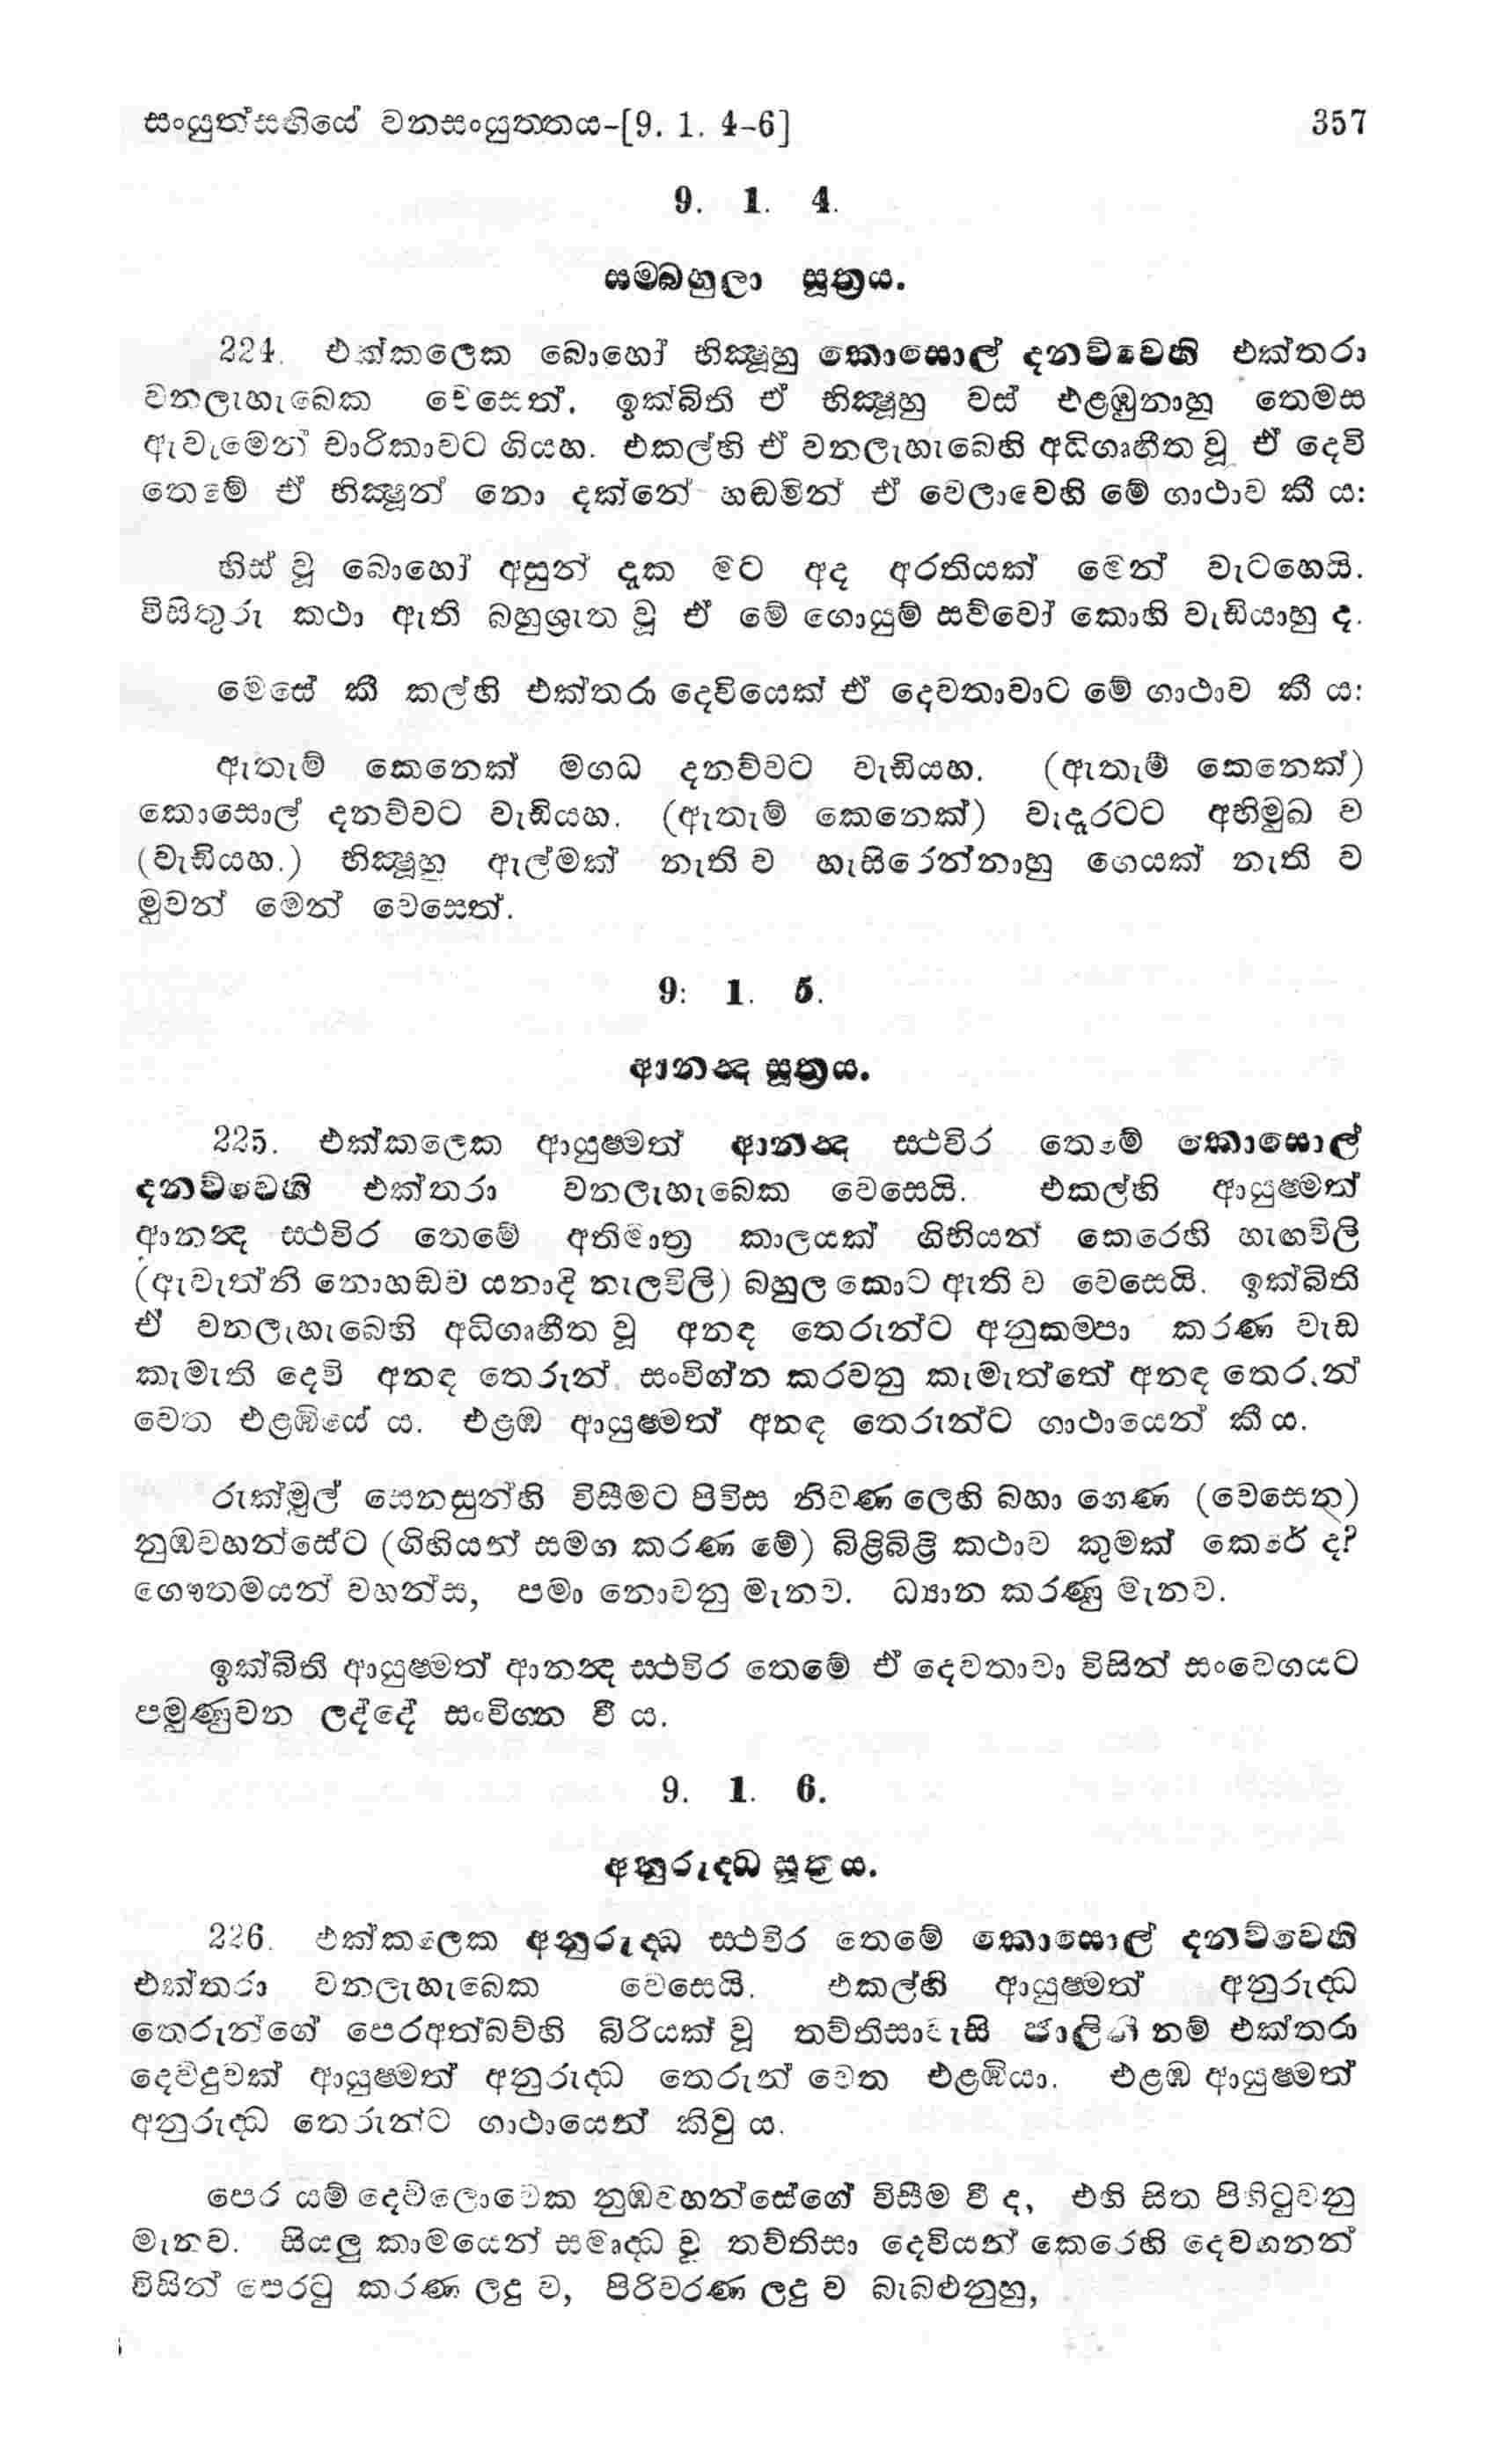 සංයුත්සඟියේ වනසංයුත්තය-[9. 1. 4-6] 357
9. 1. 4.
සම්බහුලා සූත්‍රය.
224. එක්කලෙක බොහෝ භික්ෂූහු කොසොල් දනව්වෙහි එක්තරා
වනලැහැබෙක වෙසෙත්. ඉක්බිති ඒ භික්ෂූහු වස් එළඹුනාහු තෙමස
ඇවෑමෙන් චාරිකාවට ගියහ. එකල්හි ඒ වනලැහැබෙහි අධිගෘහීත වූ ඒ දෙවි
තෙමේ ඒ භික්ෂූන් නො දක්නේ හඬමින් ඒ වෙලාවෙහි මේ ගාථාව කී ය:
හිස් වූ බොහෝ අසුන් දැක මට අද අරතියක් මෙන් වැටහෙයි.
විසිතුරු කථා ඇති බහුශ්‍රැත වූ ඒ මේ ගොයුම් සව්වෝ කොහි වැඩියාහු ද.
මෙසේ කී කල්හි එක්තරා දෙවියෙක් ඒ දෙවතාවාට මේ ගාථාව කී ය:
ඇතැම් කෙනෙක් මගධ දනව්වට වැඩියහ. (ඇතැම් කෙනෙක්)
කොසොල් දනව්වට වැඩියහ. (ඇතැම් කෙනෙක්) වැදෑරටට අභිමුඛ ව
(වැඩියහ.) භික්ෂූහු ඇල්මක් නැති ව හැසිරෙන්නාහු ගෙයක් නැති ව
මුවන් මෙන් වෙසෙත්.
9: 1. 5.
ආනන්ද සූත්‍රය.
225. එක්කලෙක ආයුෂ්මත් ආනන්ද ස්ථවිර තෙමේ කොසොල්
දනව්වෙහි එක්තරා වනලැහැබෙක වෙසෙයි. එකල්හි ආයුෂ්මත්
ආනන්ද ස්ථවිර තෙමේ අතිමාත්‍ර කාලයක් ගිහියන් කෙරෙහි හැඟවිලි
(ඇවැත්නි නොහඬව යනාදි නැලවිලි) බහුල කොට ඇති ව වෙසෙයි. ඉක්බිති
ඒ වනලැහැබෙහි අධිගෘහීත වූ අනඳ තෙරුන්ට අනුකම්පා කරණ වැඩ
කැමැති දෙවි අනඳ තෙරුන් සංවිග්න කරවනු කැමැත්තේ අනඳ තෙරුන්
වෙත එළඹියේ ය. එළඹ ආයුෂ්මත් අනඳ තෙරුන්ට ගාථායෙන් කී ය.
රුක්මුල් සෙනසුන්හි විසීමට පිවිස නිවණ ලෙහි බහා ගෙණ (වෙසෙන)
නුඹවහන්සේට (ගිහියන් සමග කරණ මේ) බිළිබිළි කථාව කුමක් කෙරේ ද?
ගෞතමයන් වහන්ස, පමා නොවනු මැනව. ධ්‍යාන කරණු මැනව.
ඉක්බිති ආයුෂ්මත් ආනන්ද ස්ථවිර තෙමේ ඒ දෙවතාවා විසින් සංවෙගයට
පමුණුවන ලද්දේ සංවිග්න වී ය.
9. 1. 6.
අනුරුද්ධ සූත්‍රය.
226. එක්කලෙක අනුරුද්ධ ස්ථවිර තෙමේ කොසොල් දනව්වෙහි
එක්තරා වනලැහැබෙක වෙසෙයි. එකල්හි ආයුෂ්මත් අනුරුද්ධ
තෙරුන්ගේ පෙරඅත්බව්හි බිරියක් වූ තව්තිසාවැසි ජාලිනී නම් එක්තරා
දෙව්දුවක් ආයුෂ්මත් අනුරුද්ධ තෙරුන් වෙත එළඹියා. එළඹ ආයුෂ්මත්
අනුරුද්ධ තෙරුන්ට ගාථායෙන් කිවු ය.
පෙර යම් දෙව්ලොවෙක නුඹවහන්සේගේ විසීම වී ද, එහි සිත පිහිටුවනු
මැනව. සියලු කාමයෙන් සමෘද්ධ වූ තව්තිසා දෙවියන් කෙරෙහි දෙවගනන්
විසින් පෙරටු කරණ ලදු ව, පිරිවරණ ලදු ව බැබළුනුහු,